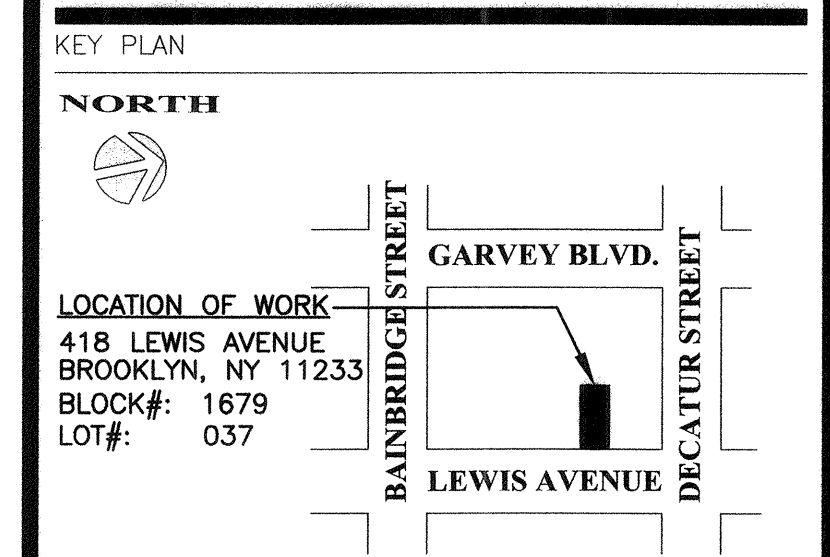 KEY PLAN
NORTH
BAINBRIDGE STREET
GARVEY BLVD.
DECATUR STREET
LOCATION OF WORK
418 LEWIS AVENUE
BROOKLYN, NY 11233
BLOCK#: 1679
LOT#: 037
LEWIS AVENUE